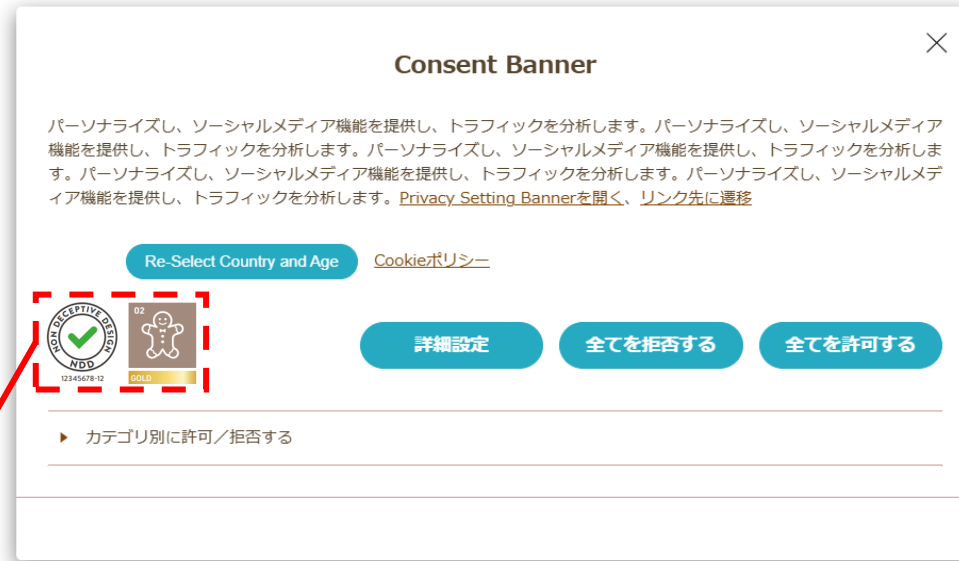 Consent Banner
パーソナライズし、ソーシャルメディア機能を提供し、トラフィックを分析します。パーソナライズし、ソーシャルメディア
機能を提供し、トラフィックを分析します。パーソナライズし、ソーシャルメディア機能を提供し、トラフィックを分析しま
す。パーソナライズし、ソーシャルメディア機能を提供し、トラフィックを分析します。パーソナライズし、ソーシャルメデ
ィア機能を提供し、トラフィックを分析します。Privacy Setting Bannerを開く、リンク先に遷移
Re-Select Country and Age
Cookieポリシー
NON DECEPTIVE DESIGN
NDD
12345678-12
02
GOLD
詳細設定
全てを拒否する
全てを許可する
カテゴリ別に許可／拒否する